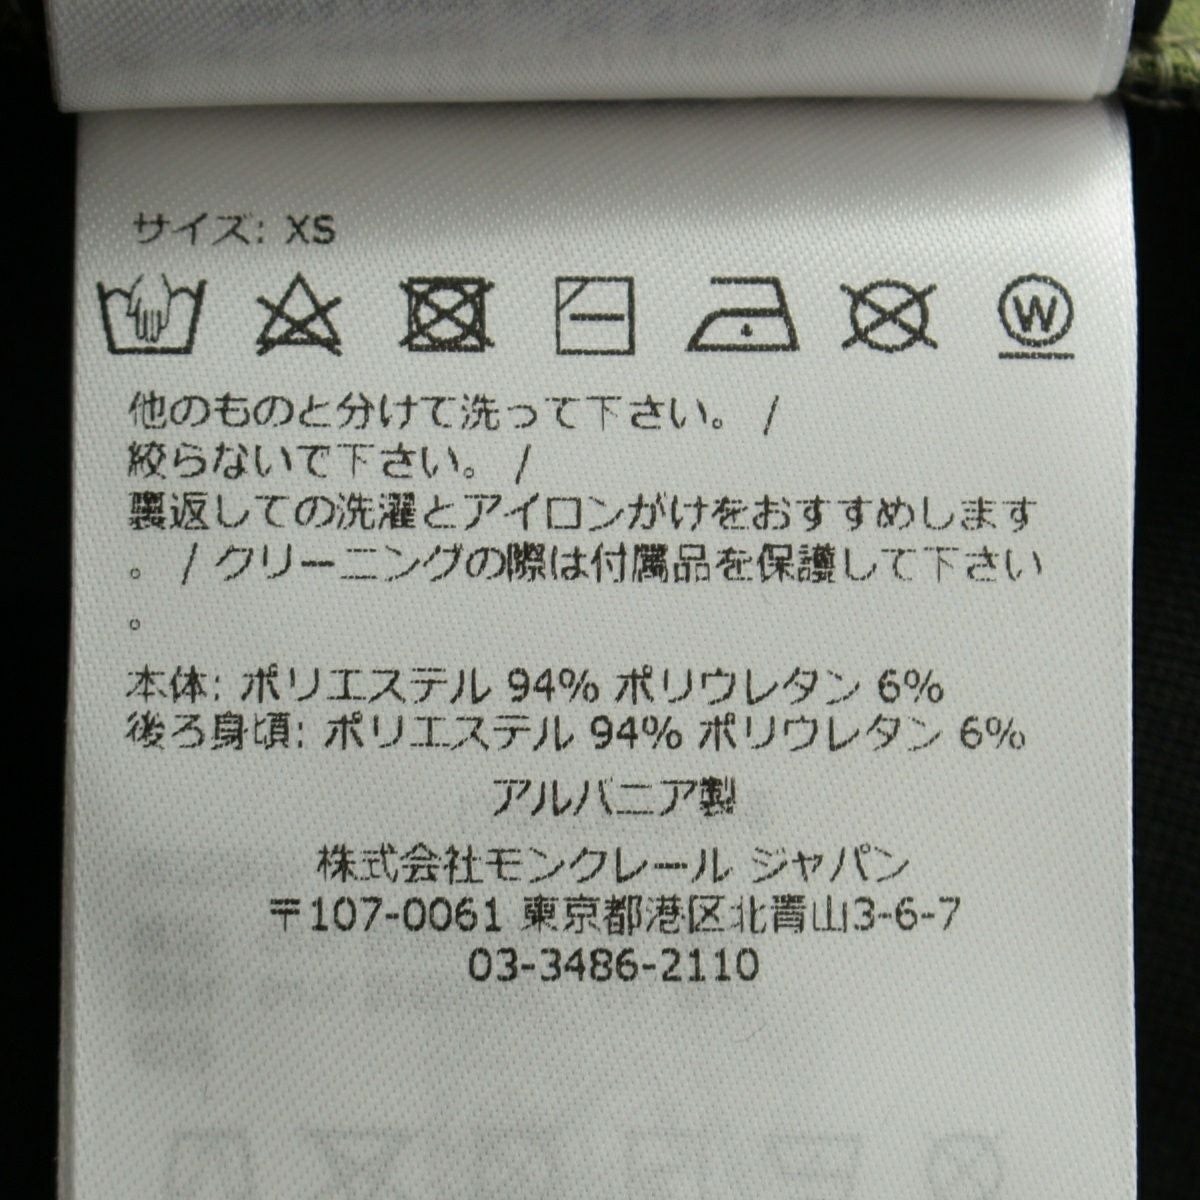 サイズ: XS
W
他のものと分けて洗って下さい。 /
絞らないで下さい。 /
裏返しての洗濯とアイロンがけをおすすめします
。 / クリーニングの際は付属品を保護して下さい
。
本体: ポリエステル 94% ポリウレタン 6%
後ろ身頃: ポリエステル 94% ポリウレタン 6%
アルバニア製
株式会社モンクレール ジャパン
〒107-0061 東京都港区北青山3-6-7
03-3486-2110